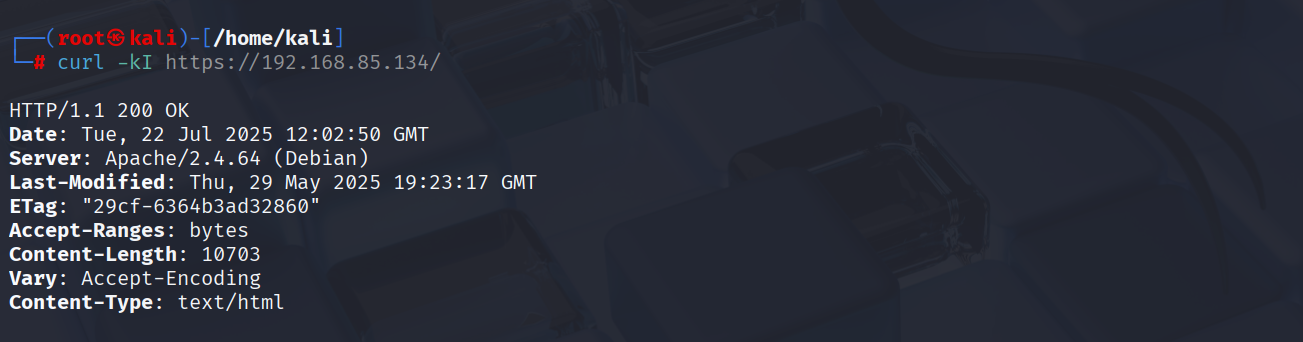 ┌──(root㉿kali)-[/home/kali]
└─# curl -kI https://192.168.85.134/
HTTP/1.1 200 OK
Date: Tue, 22 Jul 2025 12:02:50 GMT
Server: Apache/2.4.64 (Debian)
Last-Modified: Thu, 29 May 2025 19:23:17 GMT
ETag: "29cf-6364b3ad32860"
Accept-Ranges: bytes
Content-Length: 10703
Vary: Accept-Encoding
Content-Type: text/html